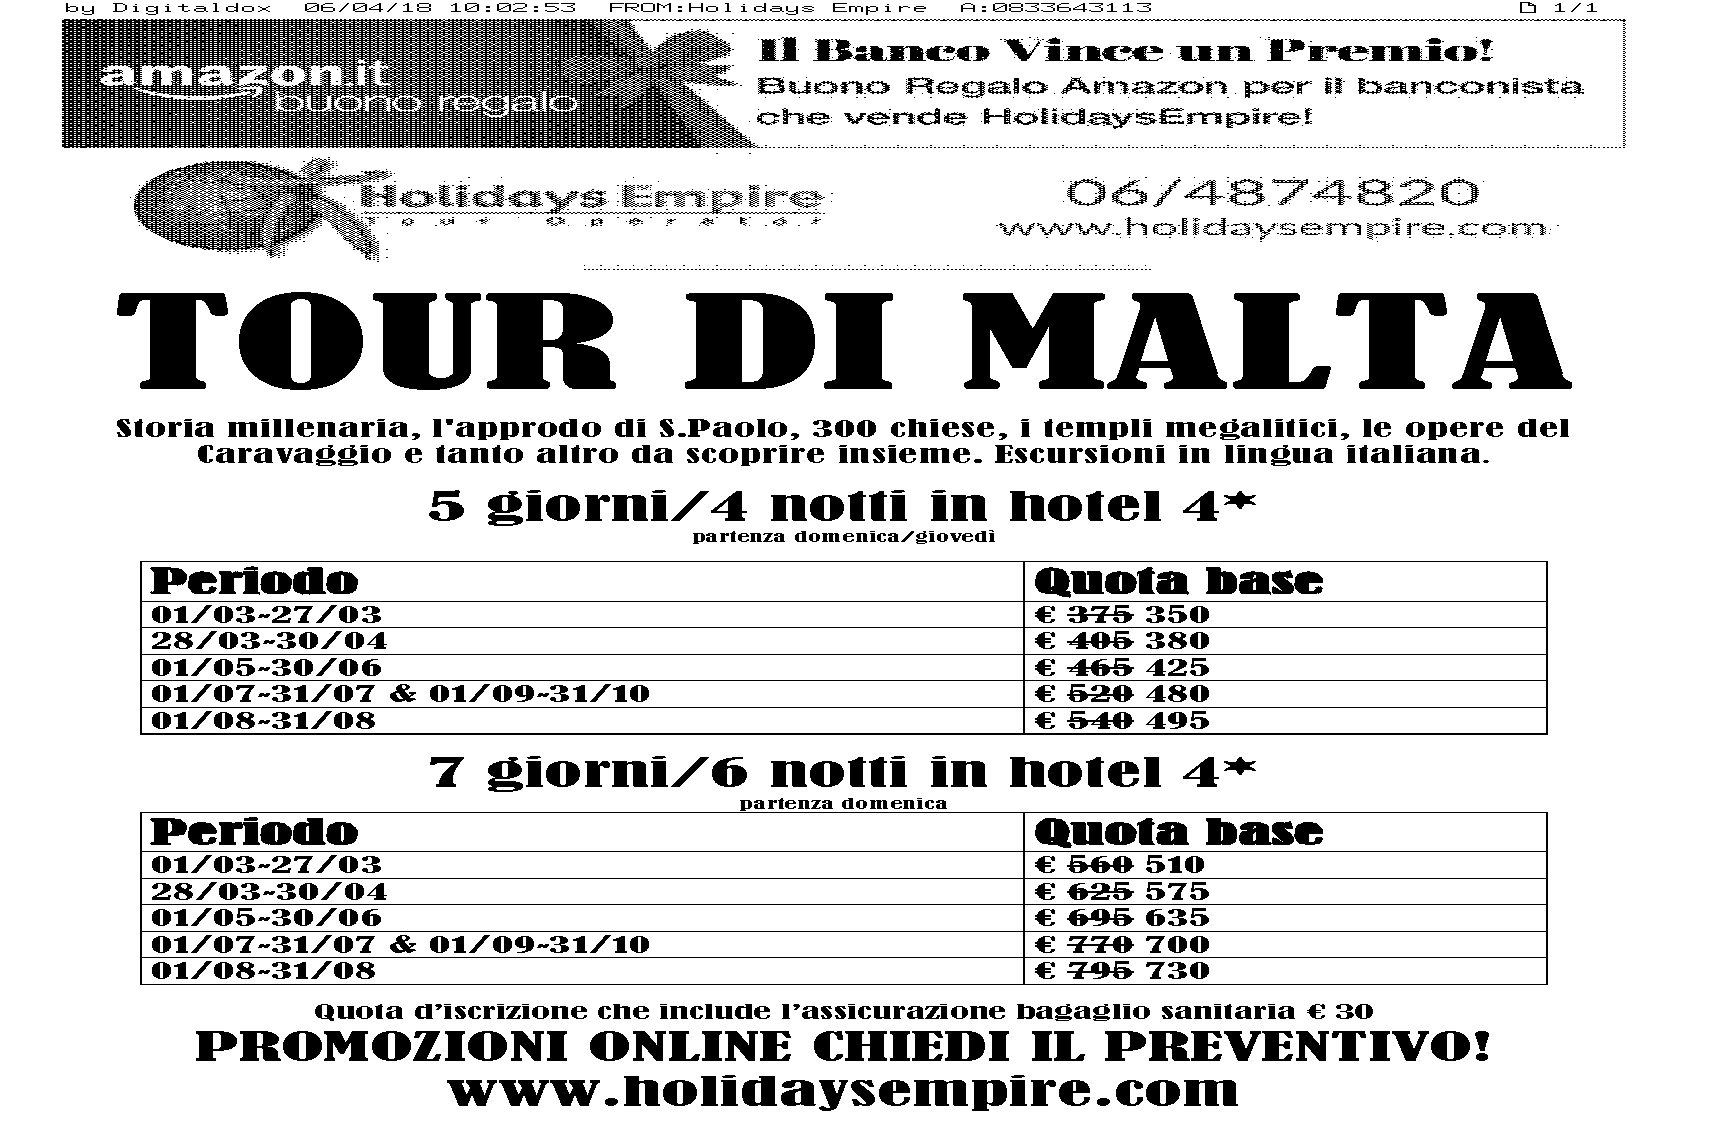 by Digitaldox 06/04/18 10:02:53 FROM:Holidays Empire A:0833643113 1/1
amazon.it
buono regalo
Il Banco Vince un Premio!
Buono Regalo Amazon per il banconista
che vende HolidaysEmpire!
Holidays Empire
Tour Operator
06/4874820
www.holidaysempire.com
TOUR DI MALTA
Storia millenaria, l'approdo di S.Paolo, 300 chiese, i templi megalitici, le opere del
Caravaggio e tanto altro da scoprire insieme. Escursioni in lingua italiana.
5 giorni/4 notti in hotel 4*
partenza domenica/giovedì
Periodo Quota base
01/03-27/03 € 375 350
28/03-30/04 € 405 380
01/05-30/06 € 465 425
01/07-31/07 & 01/09-31/10 € 520 480
01/08-31/08 € 540 495
7 giorni/6 notti in hotel 4*
partenza domenica
Periodo Quota base
01/03-27/03 € 560 510
28/03-30/04 € 625 575
01/05-30/06 € 695 635
01/07-31/07 & 01/09-31/10 € 770 700
01/08-31/08 € 795 730
Quota d’iscrizione che include l’assicurazione bagaglio sanitaria € 30
PROMOZIONI ONLINE CHIEDI IL PREVENTIVO!
www.holidaysempire.com